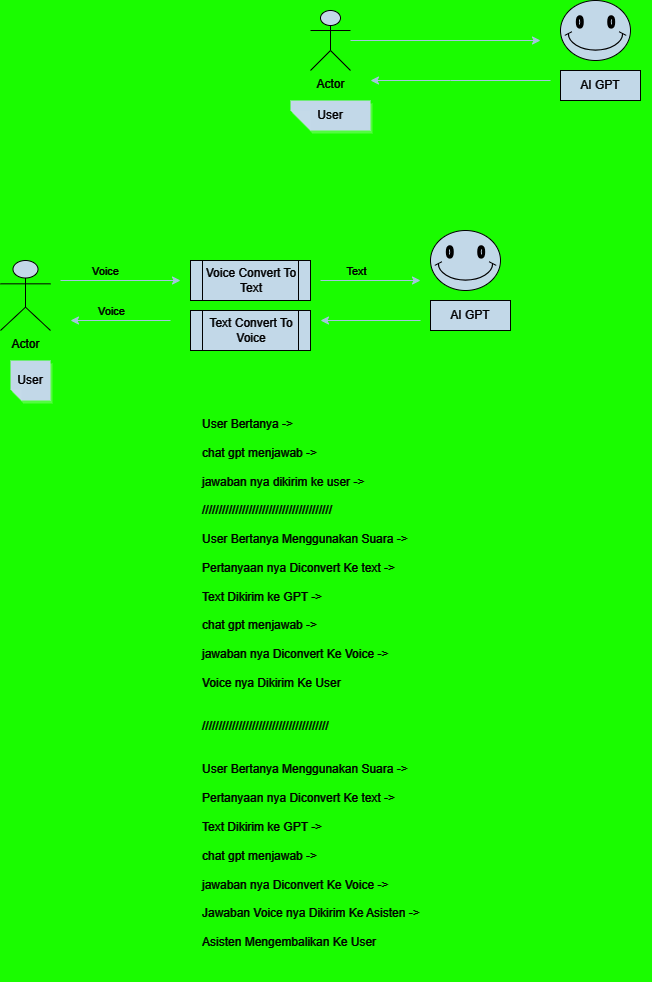 Actor
AI GPT
User
Voice
Voice Convert To
Text
Text
Voice
Text Convert To
Voice
AI GPT
Actor
User
User Bertanya ->
chat gpt menjawab ->
jawaban nya dikirim ke user ->
///////////////////////////////////////
User Bertanya Menggunakan Suara ->
Pertanyaan nya Diconvert Ke text ->
Text Dikirim ke GPT ->
chat gpt menjawab ->
jawaban nya Diconvert Ke Voice ->
Voice nya Dikirim Ke User
//////////////////////////////////////
User Bertanya Menggunakan Suara ->
Pertanyaan nya Diconvert Ke text ->
Text Dikirim ke GPT ->
chat gpt menjawab ->
jawaban nya Diconvert Ke Voice ->
Jawaban Voice nya Dikirim Ke Asisten ->
Asisten Mengembalikan Ke User